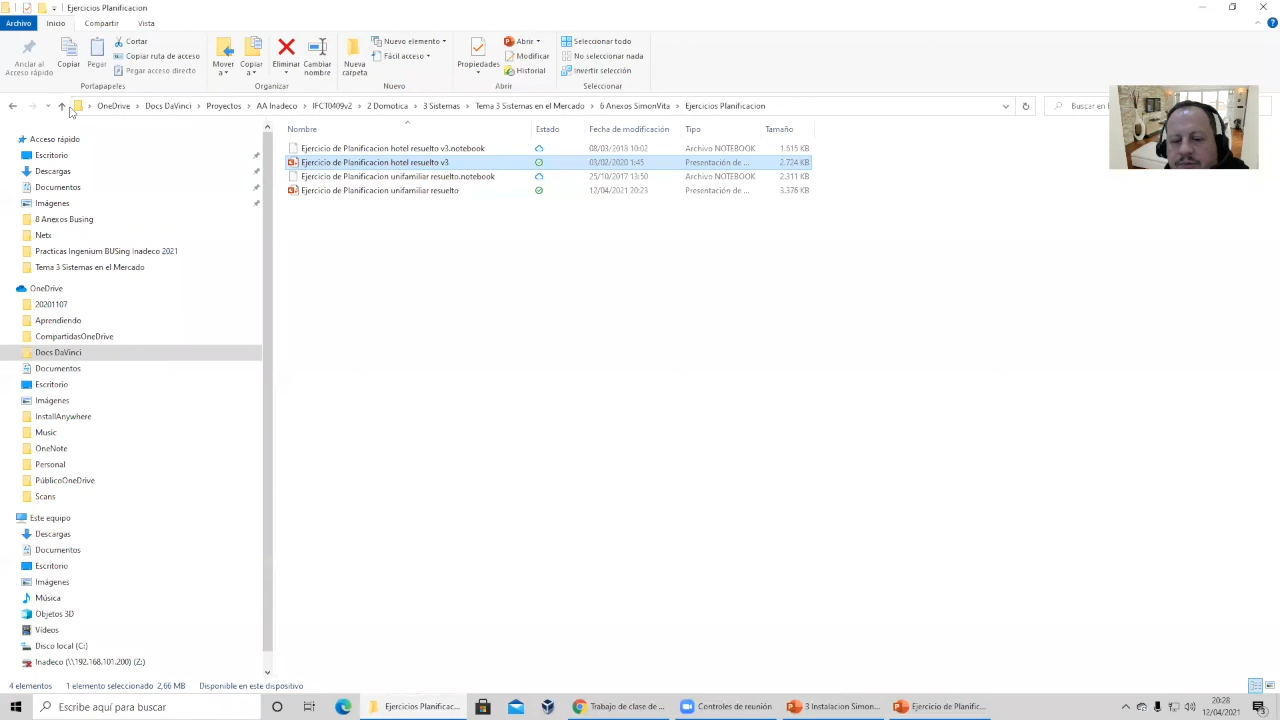 Ejercicios Planificacion
Archivo Inicio Compartir Vista
Anclar al Acceso rápido
Copiar
Pegar
Cortar
Copiar ruta de acceso
Pegar acceso directo
Portapapeles
Mover a
Copiar a
Eliminar
Cambiar nombre
Organizar
Nueva carpeta
Nuevo elemento
Fácil acceso
Nuevo
Propiedades
Abrir
Modificar
Historial
Abrir
Seleccionar todo
No seleccionar nada
Invertir selección
Seleccionar
OneDrive > Docs DaVinci > Proyectos > AA Inadeco > IFCT0409v2 > 2 Domotica > 3 Sistemas > Tema 3 Sistemas en el Mercado > 6 Anexos SimonVita > Ejercicios Planificacion
Buscar en
Nombre Estado Fecha de modificación Tipo Tamaño
Ejercicio de Planificacion hotel resuelto v3.notebook 08/03/2018 10:02 Archivo NOTEBOOK 1.615 KB
Ejercicio de Planificacion hotel resuelto v3 03/02/2020 1:45 Presentación de ... 2.724 KB
Ejercicio de Planificacion unifamiliar resuelto.notebook 25/10/2017 13:50 Archivo NOTEBOOK 2.311 KB
Ejercicio de Planificacion unifamiliar resuelto 12/04/2021 20:23 Presentación de ... 3.376 KB
Acceso rápido
Escritorio
Descargas
Documentos
Imágenes
8 Anexos Busing
Netx
Practicas Ingenium BUSing Inadeco 2021
Tema 3 Sistemas en el Mercado
OneDrive
20201107
Aprendiendo
CompartidasOneDrive
Docs DaVinci
Documentos
Escritorio
Imágenes
InstallAnywhere
Music
OneNote
Personal
PúblicoOneDrive
Scans
Este equipo
Descargas
Documentos
Escritorio
Imágenes
Música
Objetos 3D
Vídeos
Disco local (C:)
Inadeco (\\192.168.101.200) (Z:)
4 elementos 1 elemento seleccionado 2,66 MB Disponible en este dispositivo
Escribe aquí para buscar
Ejercicios Planificac...
Trabajo de clase de ...
Controles de reunión
3 Instalacion Simon...
Ejercicio de Planific...
20:28
12/04/2021